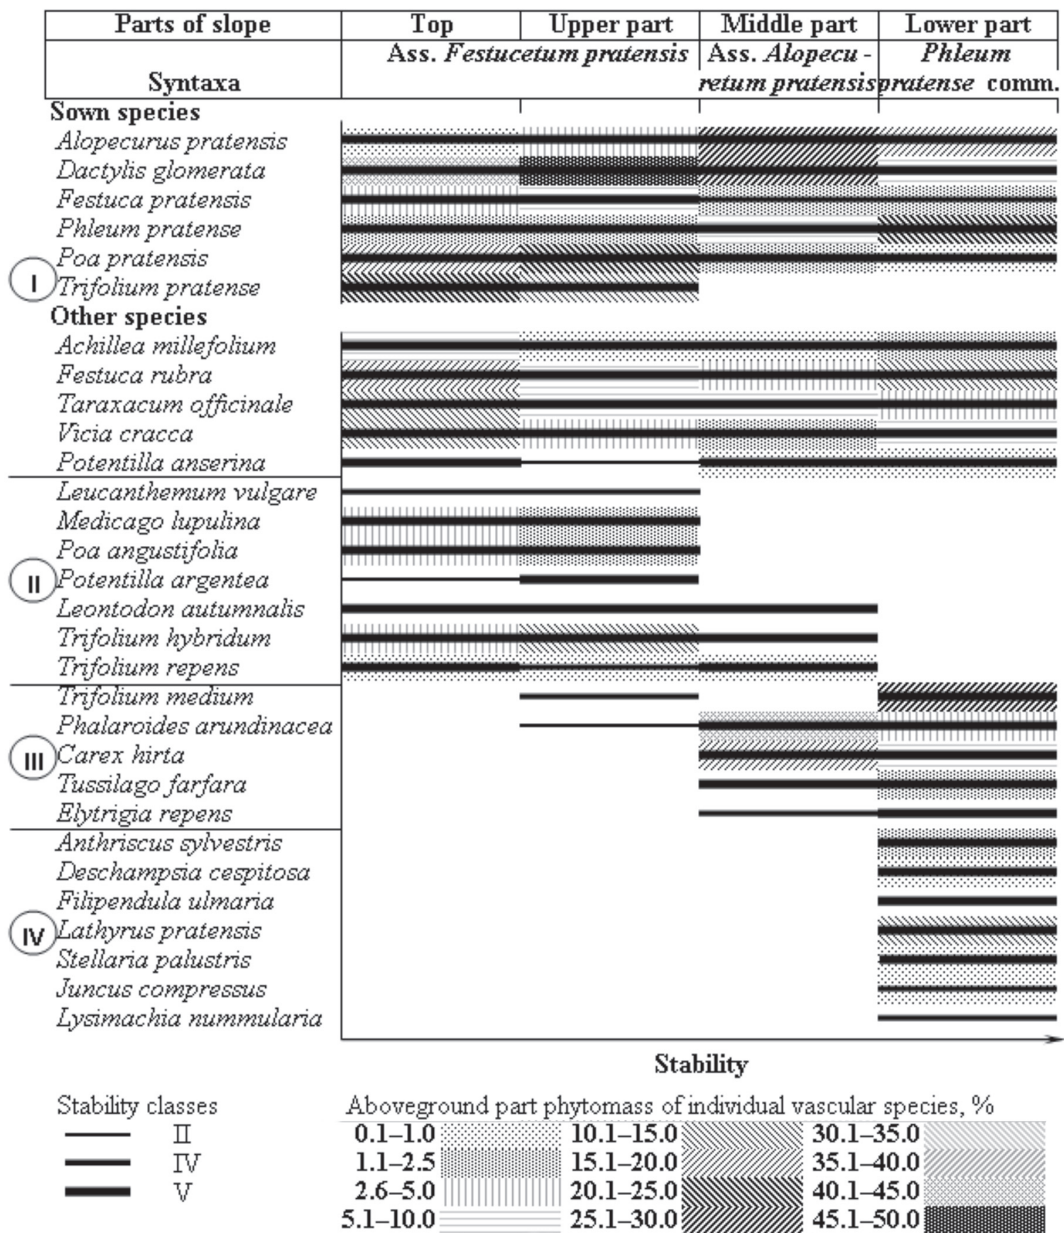 Parts of slope Top Upper part Middle part Lower part
Syntaxa Ass. Festucetum pratensis Ass. Alopecu - retum pratensis Phleum pratense comm.
Sown species
Alopecurus pratensis
Dactylis glomerata
Festuca pratensis
Phleum pratense
Poa pratensis
I Trifolium pratense
Other species
Achillea millefolium
Festuca rubra
Taraxacum officinale
Vicia cracca
Potentilla anserina
Leucanthemum vulgare
Medicago lupulina
Poa angustifolia
II Potentilla argentea
Leontodon autumnalis
Trifolium hybridum
Trifolium repens
Trifolium medium
Phalaroides arundinacea
III Carex hirta
Tussilago farfara
Elytrigia repens
Anthriscus sylvestris
Deschampsia cespitosa
Filipendula ulmaria
IV Lathyrus pratensis
Stellaria palustris
Juncus compressus
Lysimachia nummularia
Stability
Stability classes
II
IV
V
Aboveground part phytomass of individual vascular species, %
0.1–1.0 10.1–15.0 30.1–35.0
1.1–2.5 15.1–20.0 35.1–40.0
2.6–5.0 20.1–25.0 40.1–45.0
5.1–10.0 25.1–30.0 45.1–50.0